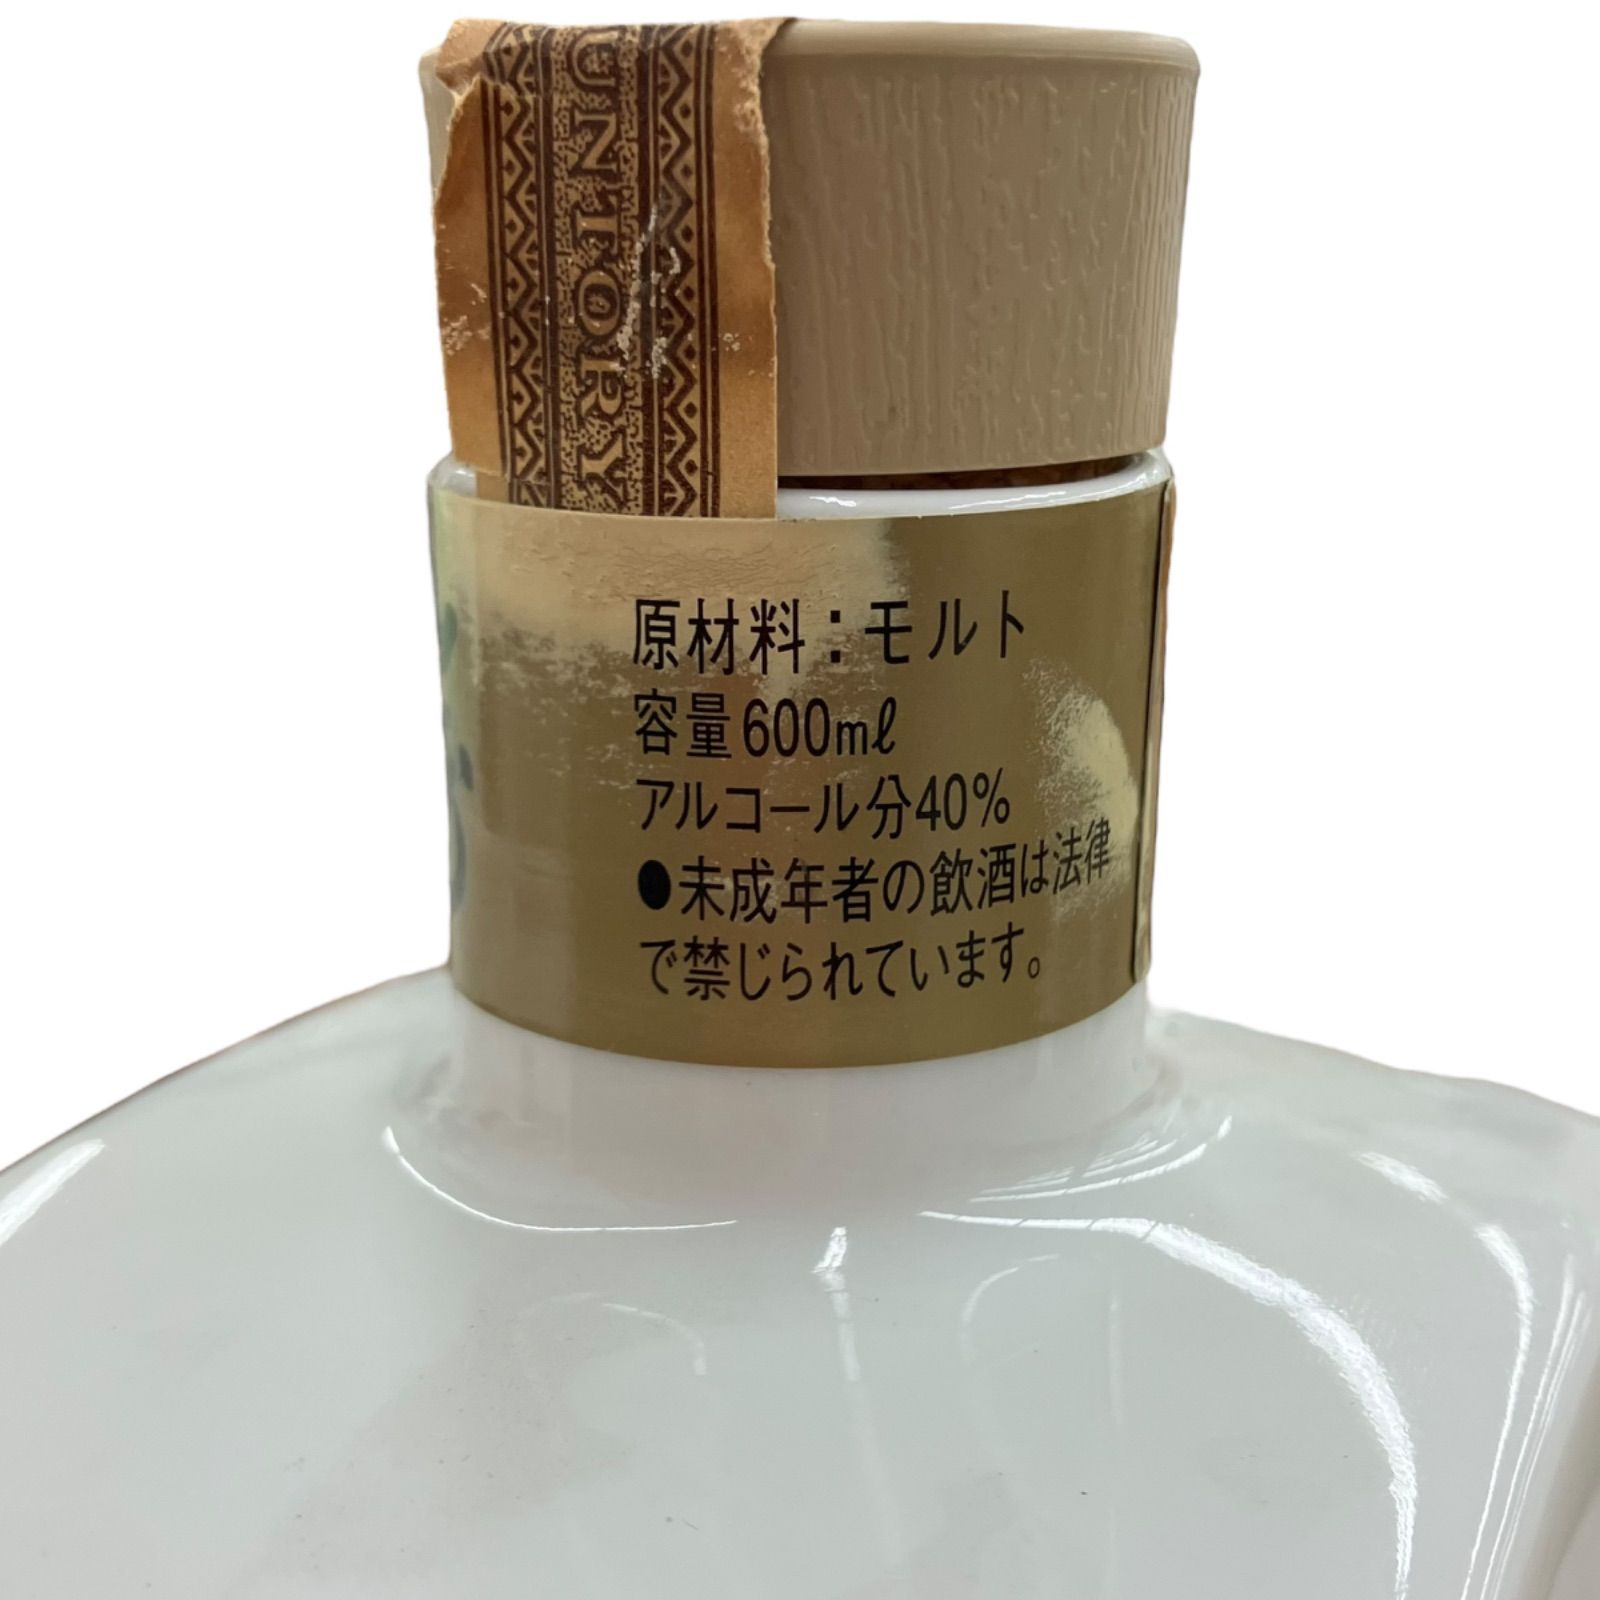 UNTORY
原材料：モルト
容量600mℓ
アルコール分40%
●未成年者の飲酒は法律
で禁じられています。